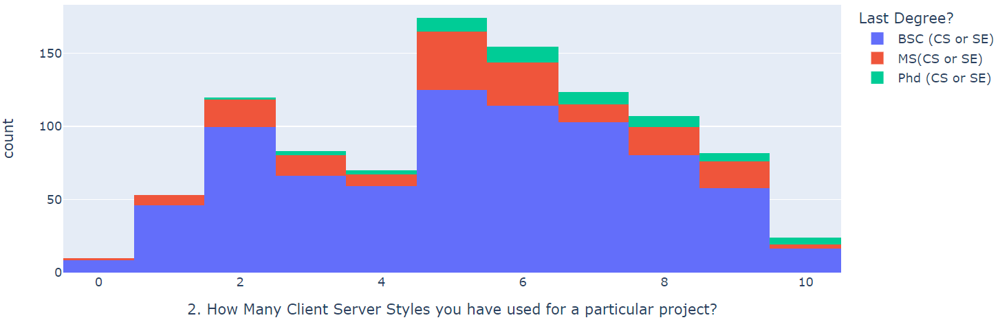 Last Degree?
BSC (CS or SE)
MS(CS or SE)
Phd (CS or SE)
150
100
50
0
count
0 2 4 6 8 10
2. How Many Client Server Styles you have used for a particular project?